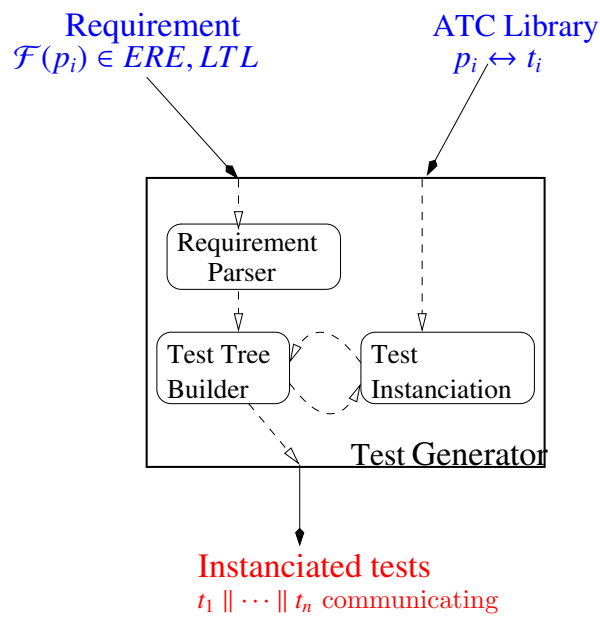 Requirement
ℱ(pᵢ) ∈ ERE, LTL
ATC Library
pᵢ ↔ tᵢ
Requirement
Parser
Test Tree
Builder
Test
Instanciation
Test Generator
Instanciated tests
t₁ ∥ ⋯ ∥ tₙ communicating